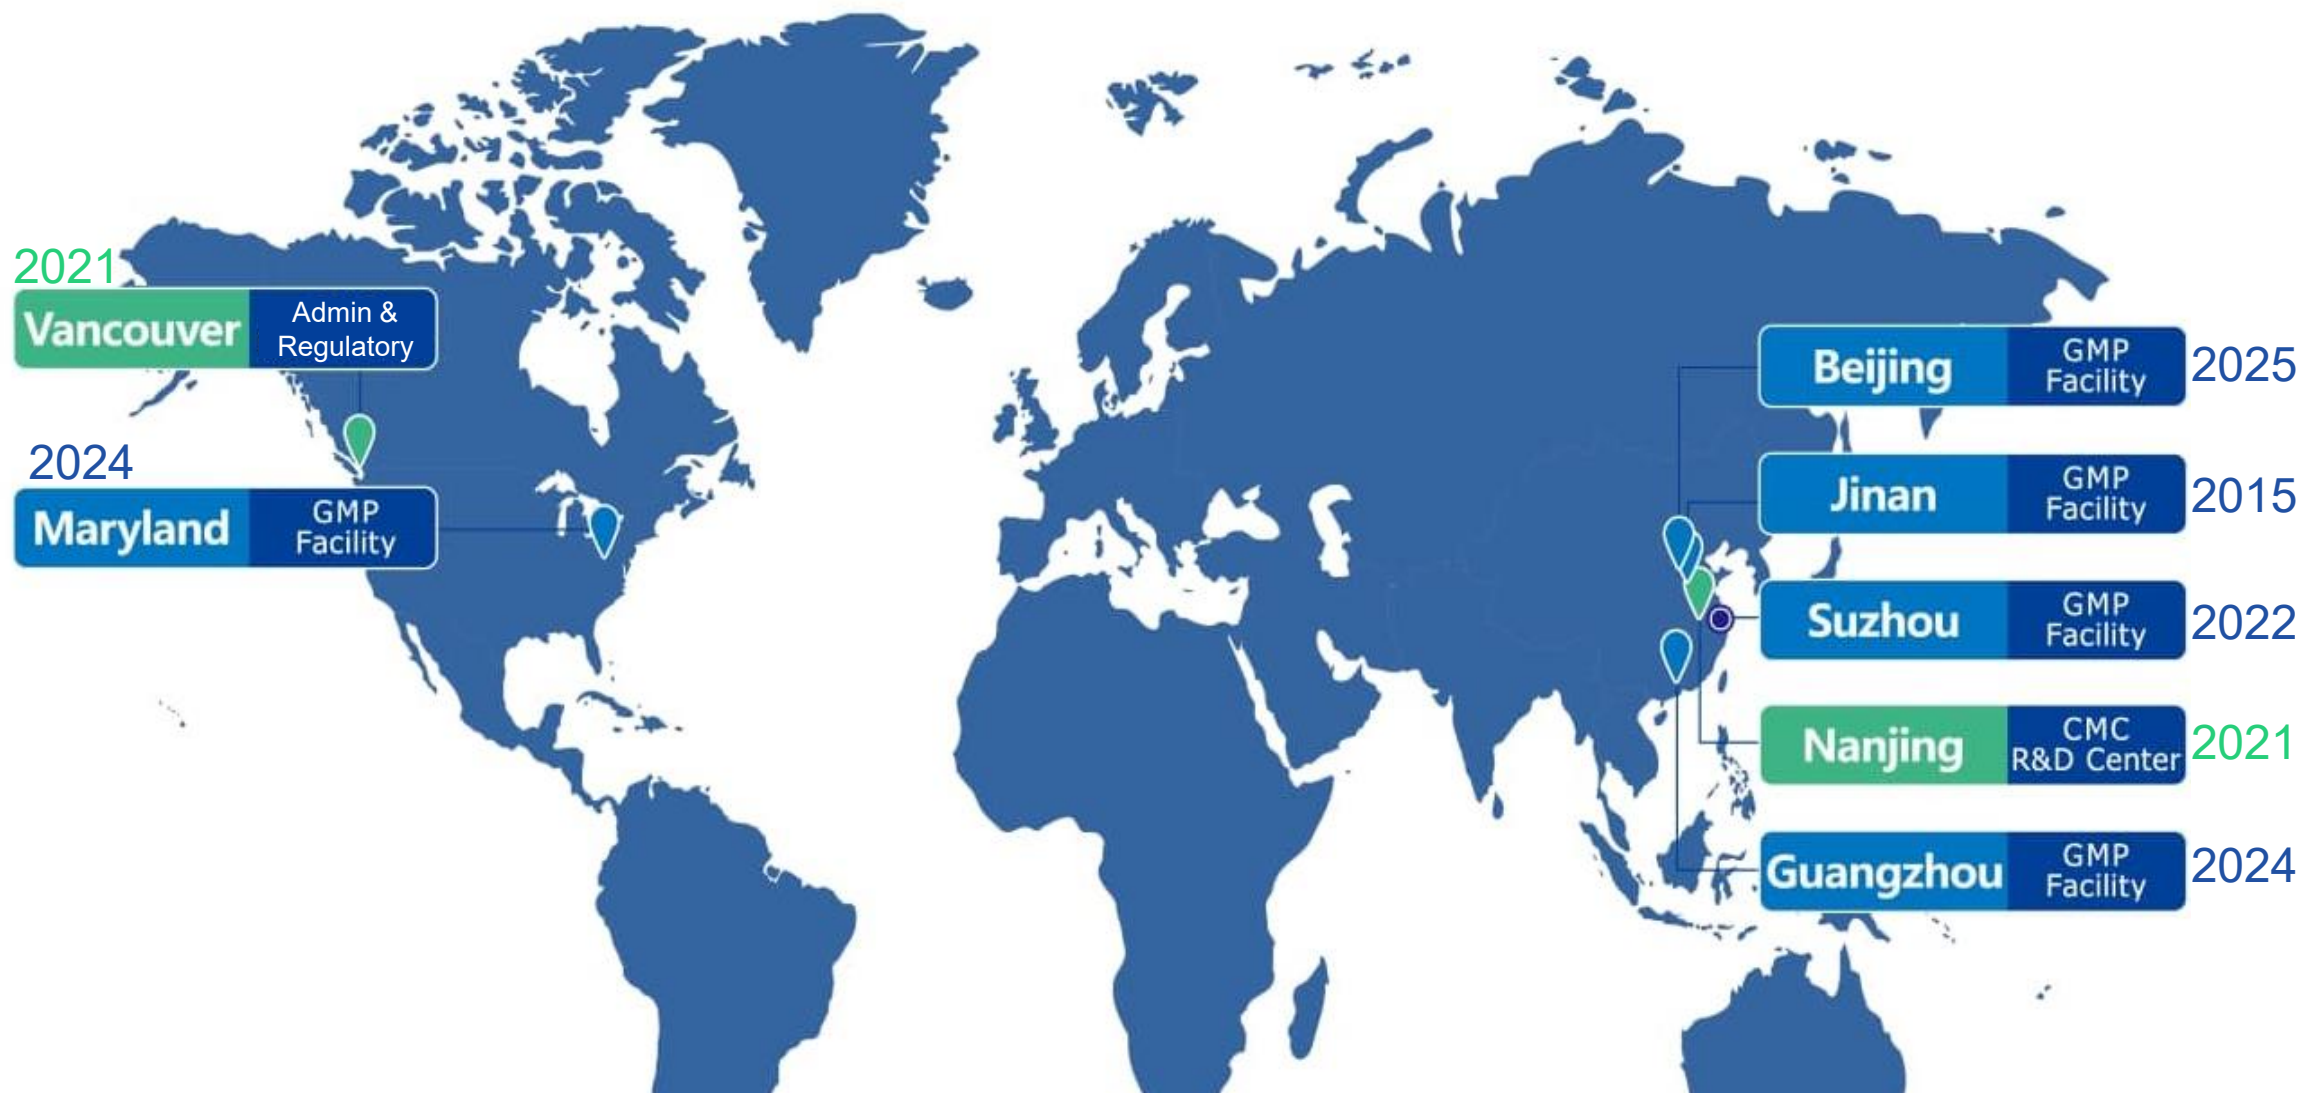 2021
Vancouver
Admin &
Regulatory
2024
Maryland
GMP
Facility
Beijing
GMP
Facility
2025
Jinan
GMP
Facility
2015
Suzhou
GMP
Facility
2022
Nanjing
CMC
R&D Center
2021
Guangzhou
GMP
Facility
2024